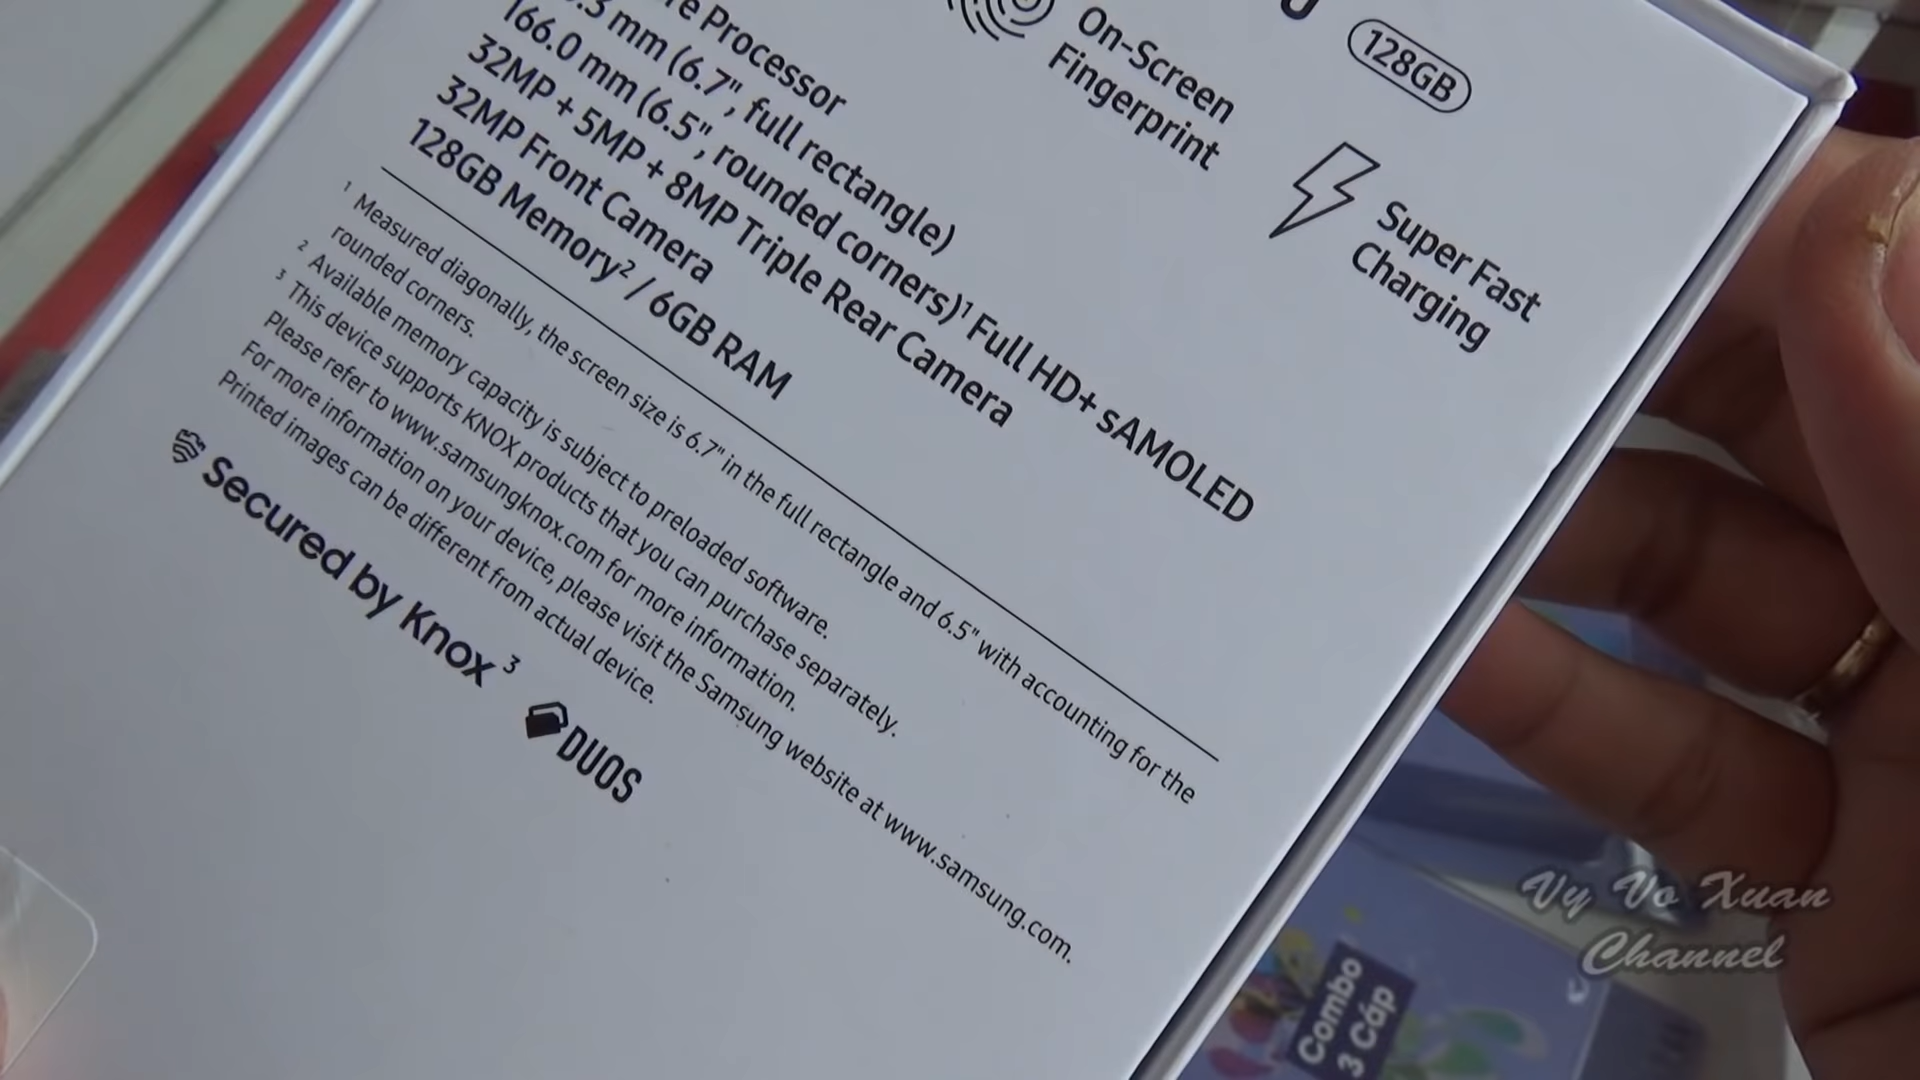 128GB
On-Screen
Fingerprint
Super Fast
Charging
Processor
mm (6.7", full rectangle)
166.0 mm (6.5", rounded corners)¹ Full HD+ sAMOLED
32MP + 5MP + 8MP Triple Rear Camera
32MP Front Camera
128GB Memory² / 6GB RAM
¹ Measured diagonally, the screen size is 6.7" in the full rectangle and 6.5" with accounting for the
rounded corners.
² Available memory capacity is subject to preloaded software.
³ This device supports KNOX products that you can purchase separately.
Please refer to www.samsungknox.com for more information.
For more information on your device, please visit the Samsung website at www.samsung.com.
Printed images can be different from actual device.
Secured by Knox ³
DUOS
Combo
3 Cáp
Vy Vo Xuan
Channel